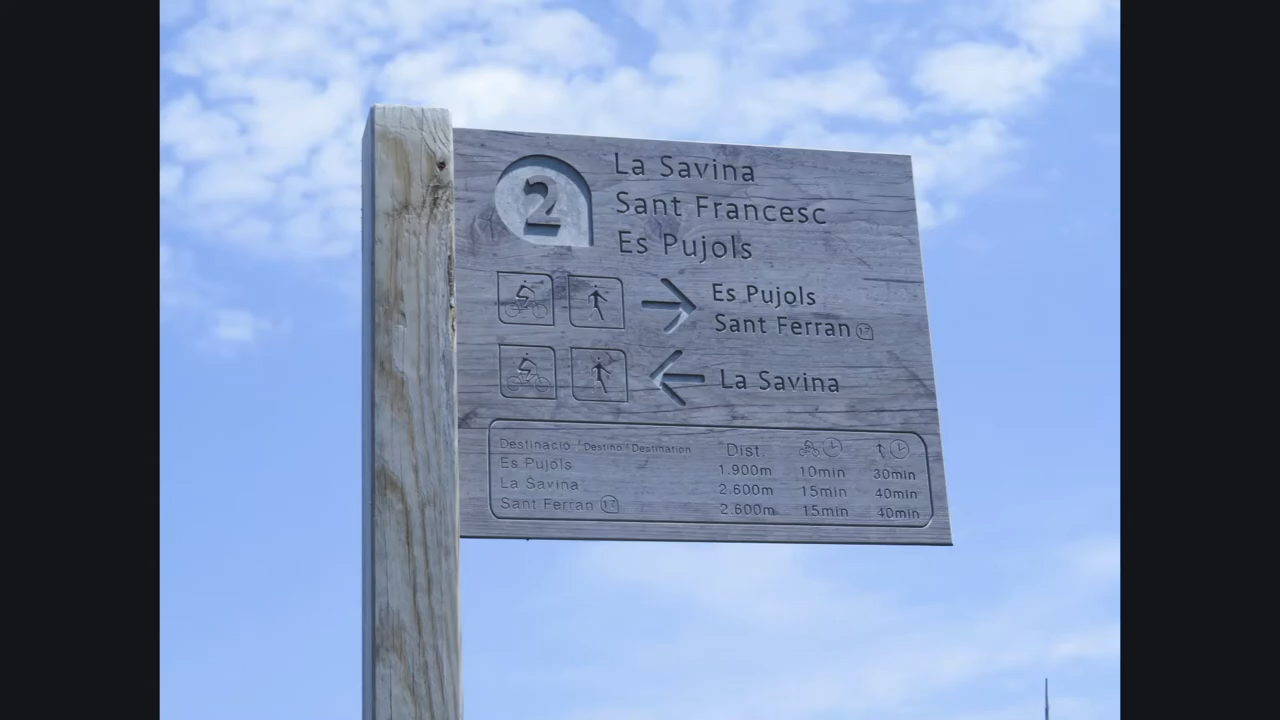 2
La Savina
Sant Francesc
Es Pujols
Es Pujols
Sant Ferran 17
La Savina
Destinació / Destino / Destination Dist.
Es Pujols 1.900m 10min 30min
La Savina 2.600m 15min 40min
Sant Ferran 17 2.600m 15min 40min